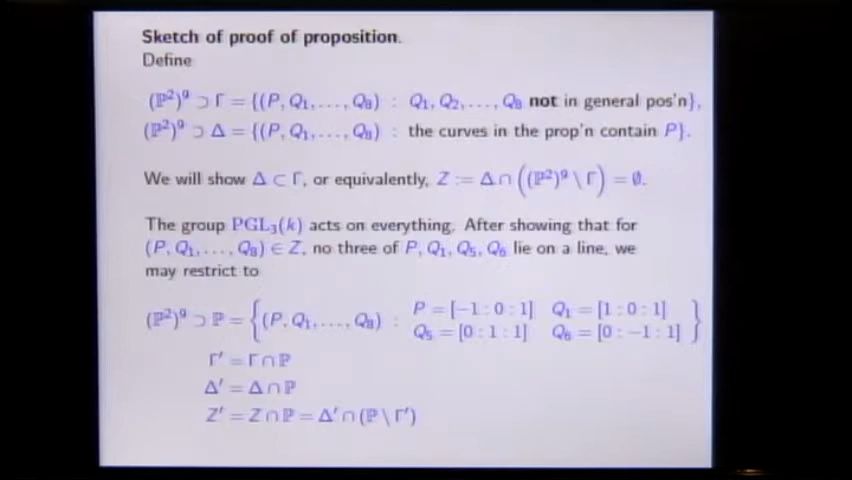 Sketch of proof of proposition.
Define
(ℙ²)⁹ ⊃ Γ = {(P, Q₁, …, Q₈) : Q₁, Q₂, …, Q₈ not in general pos'n},
(ℙ²)⁹ ⊃ Δ = {(P, Q₁, …, Q₈) : the curves in the prop'n contain P}.
We will show Δ ⊂ Γ, or equivalently, Z := Δ ∩ ((ℙ²)⁹ \ Γ) = ∅.
The group PGL₃(k) acts on everything. After showing that for
(P, Q₁, …, Q₈) ∈ Z, no three of P, Q₁, Q₅, Q₆ lie on a line, we
may restrict to
(ℙ²)⁹ ⊃ ℙ = {(P, Q₁, …, Q₈) : P = [−1 : 0 : 1] Q₁ = [1 : 0 : 1]
Q₅ = [0 : 1 : 1] Q₆ = [0 : −1 : 1]}
Γ′ = Γ ∩ ℙ
Δ′ = Δ ∩ ℙ
Z′ = Z ∩ ℙ = Δ′ ∩ (ℙ \ Γ′)